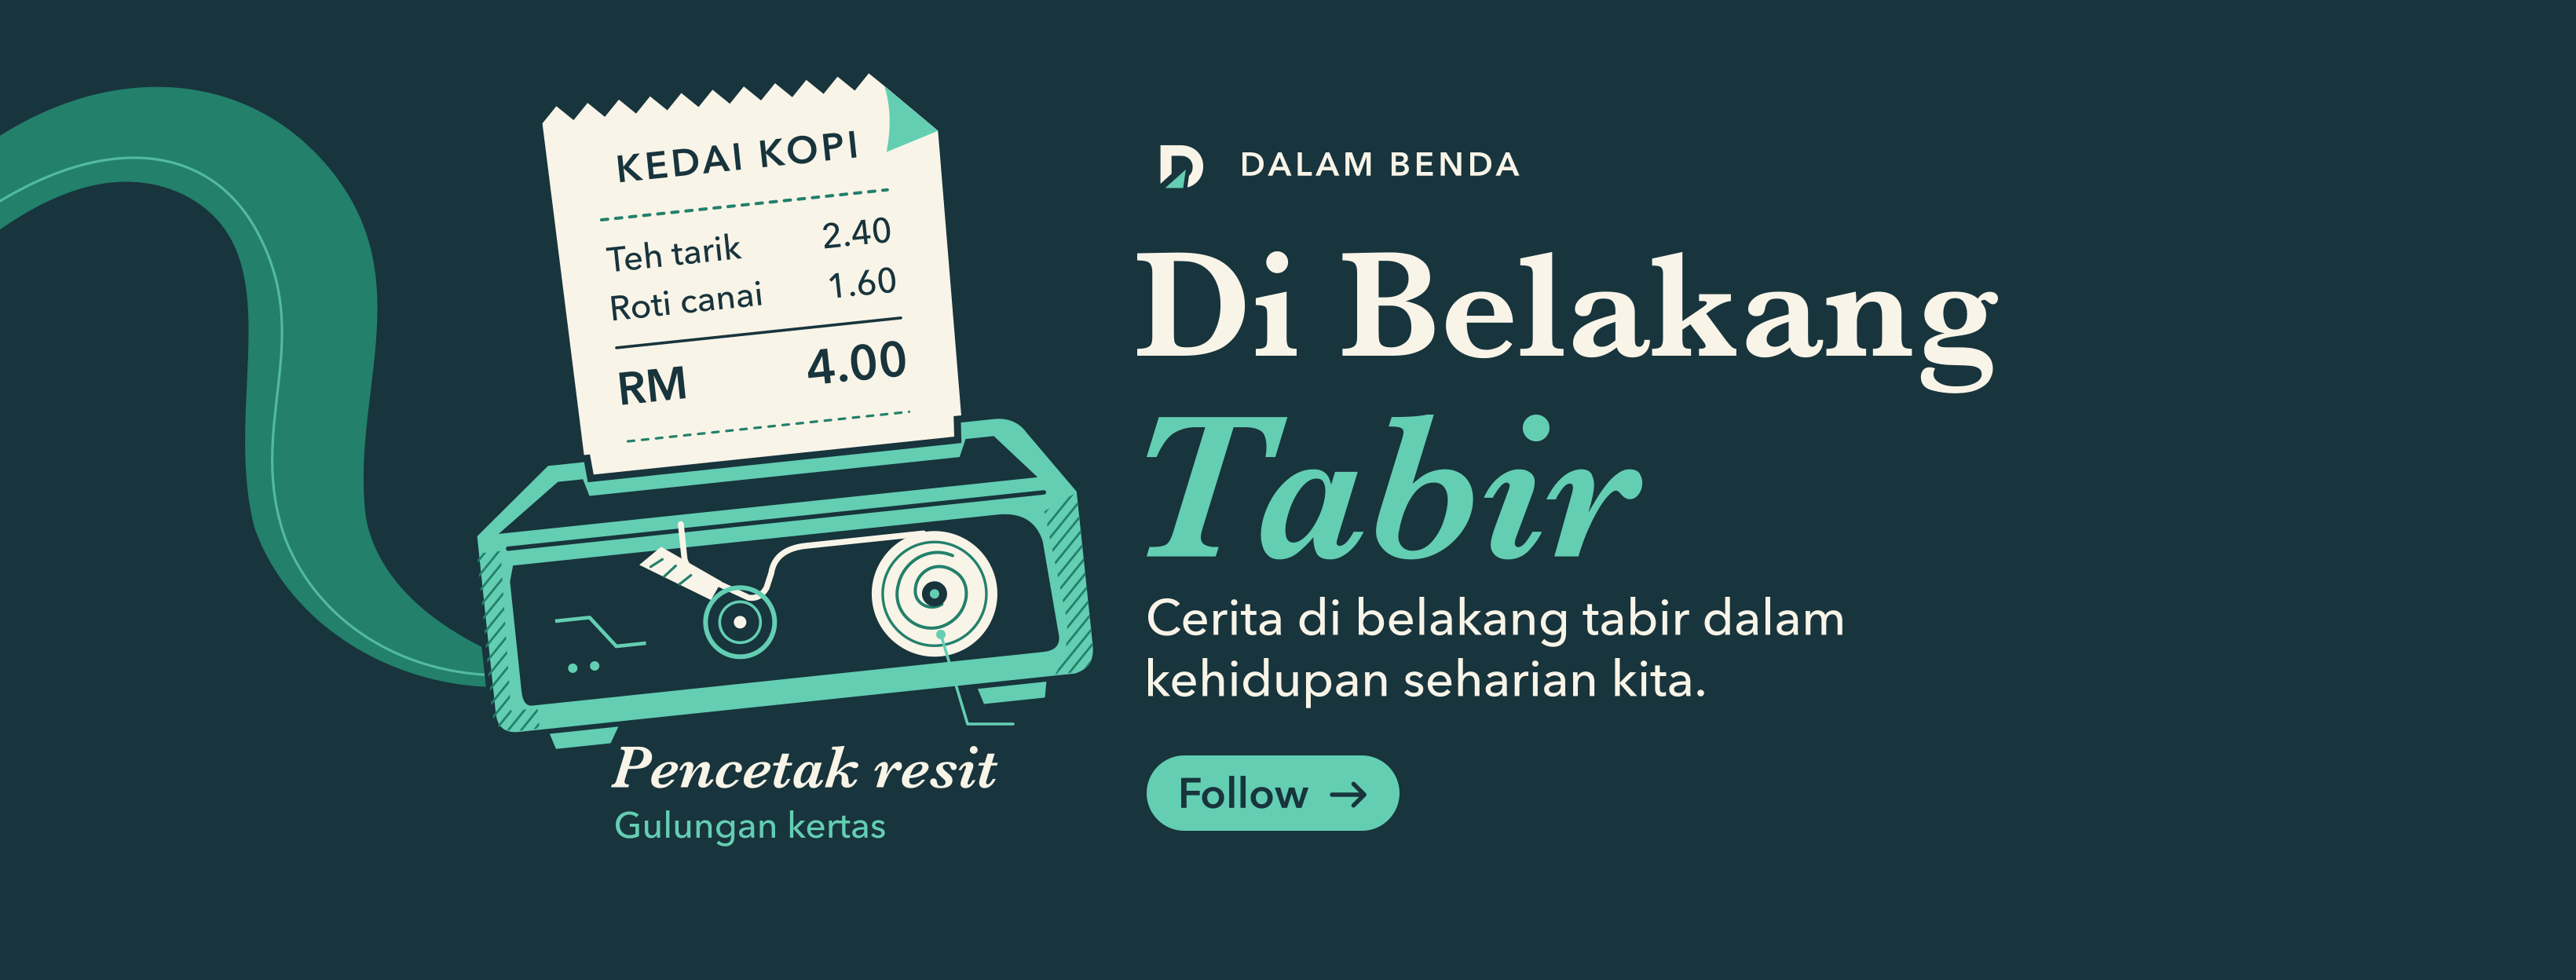 KEDAI KOPI
Teh tarik 2.40
Roti canai 1.60
RM 4.00
Pencetak resit
Gulungan kertas
DALAM BENDA
Di Belakang
Tabir
Cerita di belakang tabir dalam
kehidupan seharian kita.
Follow →